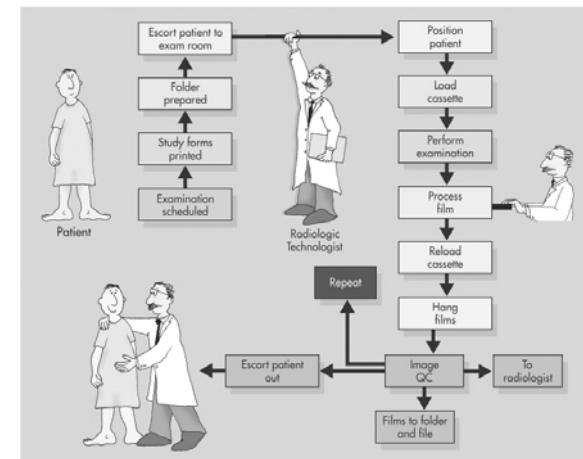 Escort patient to
exam room
Position
patient
Folder
prepared
Load
cassette
Study forms
printed
Perform
examination
Examination
scheduled
Process
film
Patient
Radiologic
Technologist
Reload
cassette
Repeat
Hang
films
Escort patient
out
Image
QC
To
radiologist
Films to folder
and file